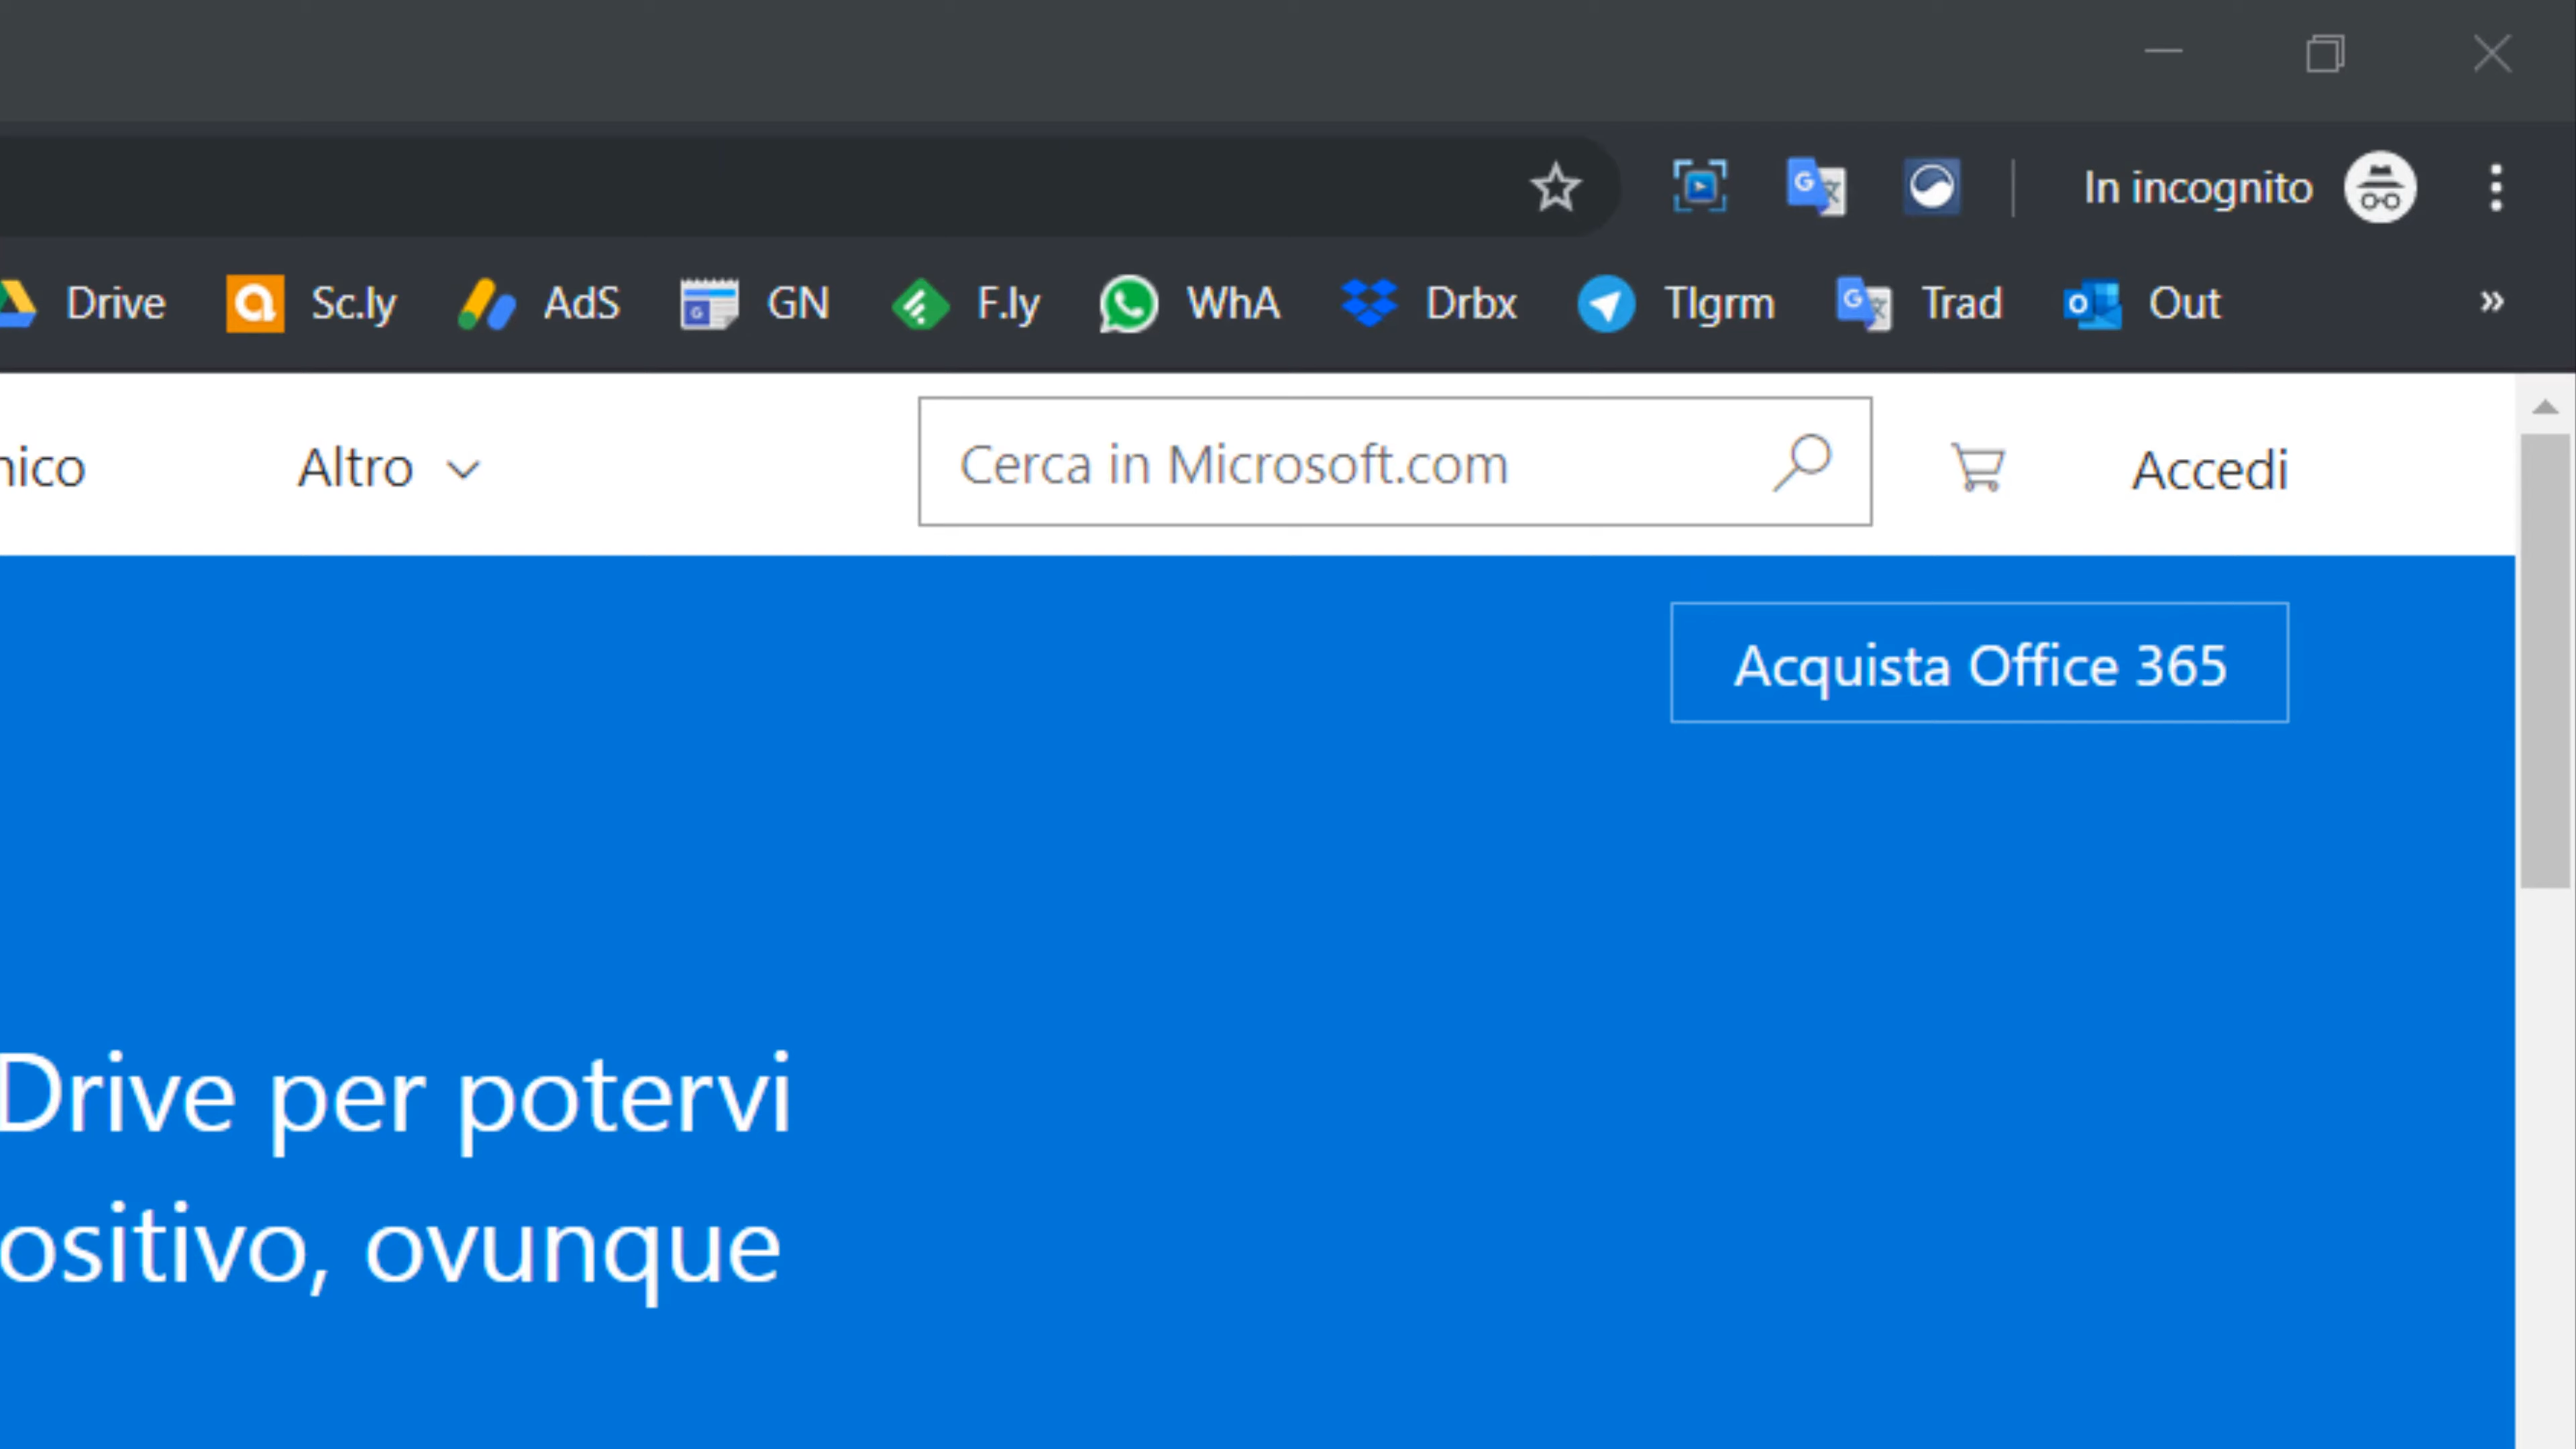 In incognito
Drive Sc.ly AdS GN F.ly WhA Drbx Tlgrm Trad Out »
Altro Cerca in Microsoft.com Accedi
Acquista Office 365
Drive per potervi
ositivo, ovunque